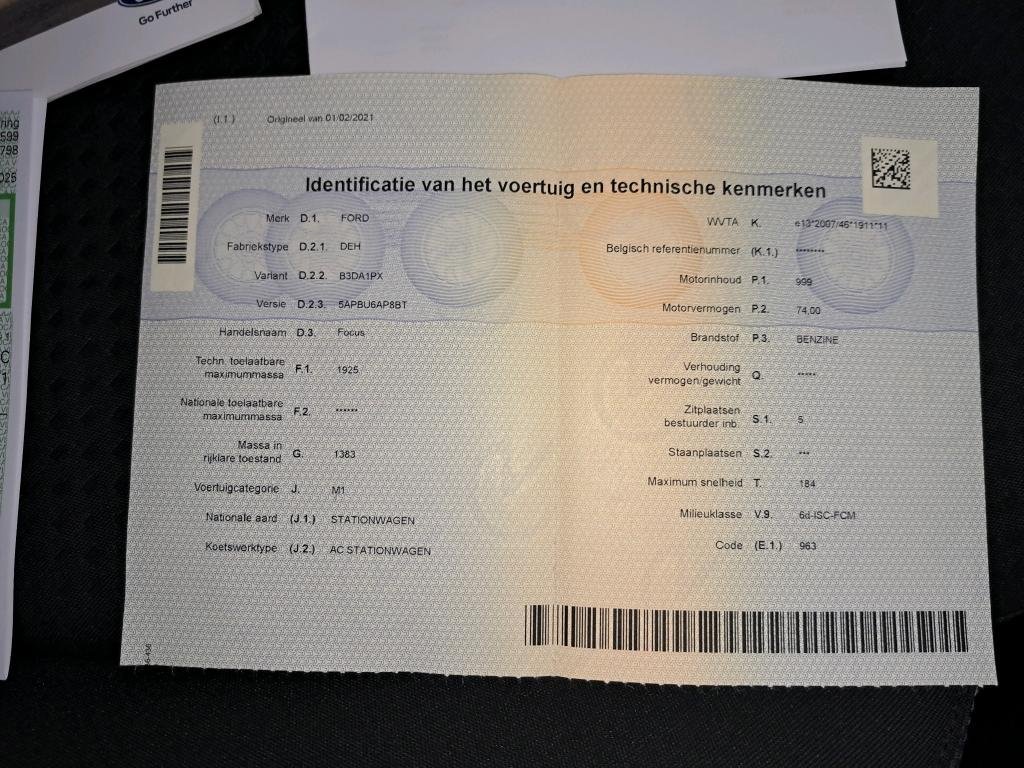 Go Further
ring
599
798
025
(I.1.) Origineel van 01/02/2021
Identificatie van het voertuig en technische kenmerken
Merk D.1. FORD
Fabriekstype D.2.1. DEH
Variant D.2.2. B3DA1PX
Versie D.2.3. 5APBU6AP8BT
Handelsnaam D.3. Focus
Techn. toelaatbare
maximummassa F.1. 1925
Nationale toelaatbare
maximummassa F.2. ******
Massa in
rijklare toestand G. 1383
Voertuigcategorie J. M1
Nationale aard (J.1.) STATIONWAGEN
Koetswerktype (J.2.) AC STATIONWAGEN
WVTA K. e13*2007/46*1911*11
Belgisch referentienummer (K.1.) ********
Motorinhoud P.1. 999
Motorvermogen P.2. 74,00
Brandstof P.3. BENZINE
Verhouding
vermogen/gewicht Q. *****
Zitplaatsen
bestuurder inb. S.1. 5
Staanplaatsen S.2. ***
Maximum snelheid T. 184
Milieuklasse V.9. 6d-ISC-FCM
Code (E.1.) 963